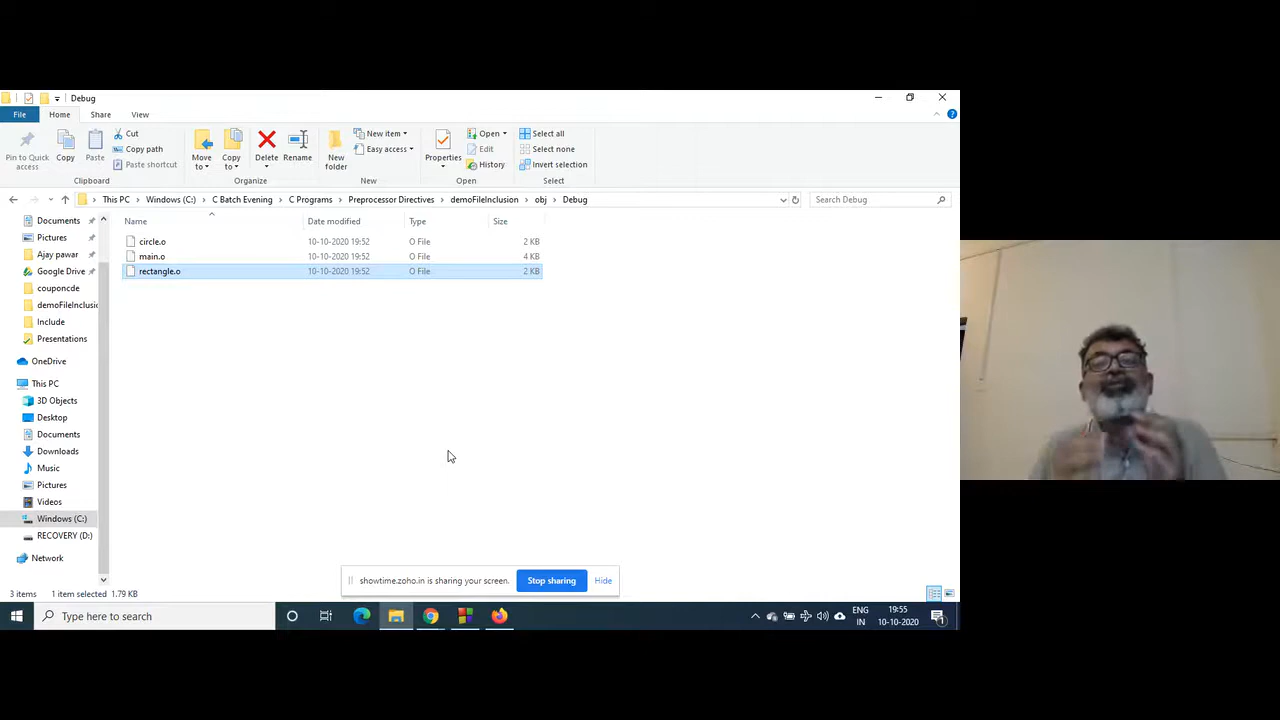 Debug
File Home Share View
Pin to Quick access
Copy
Paste
Cut
Copy path
Paste shortcut
Clipboard
Move to
Copy to
Delete
Rename
Organize
New folder
New item
Easy access
New
Properties
Open
Edit
History
Open
Select all
Select none
Invert selection
Select
This PC > Windows (C:) > C Batch Evening > C Programs > Preprocessor Directives > demoFileInclusion > obj > Debug
Search Debug
Name Date modified Type Size
circle.o 10-10-2020 19:52 O File 2 KB
main.o 10-10-2020 19:52 O File 4 KB
rectangle.o 10-10-2020 19:52 O File 2 KB
Documents
Pictures
Ajay pawar
Google Drive
couponcde
demoFileInclusic
Include
Presentations
OneDrive
This PC
3D Objects
Desktop
Documents
Downloads
Music
Pictures
Videos
Windows (C:)
RECOVERY (D:)
Network
showtime.zoho.in is sharing your screen. Stop sharing Hide
3 items 1 item selected 1.79 KB
Type here to search
ENG
IN
19:55
10-10-2020
1